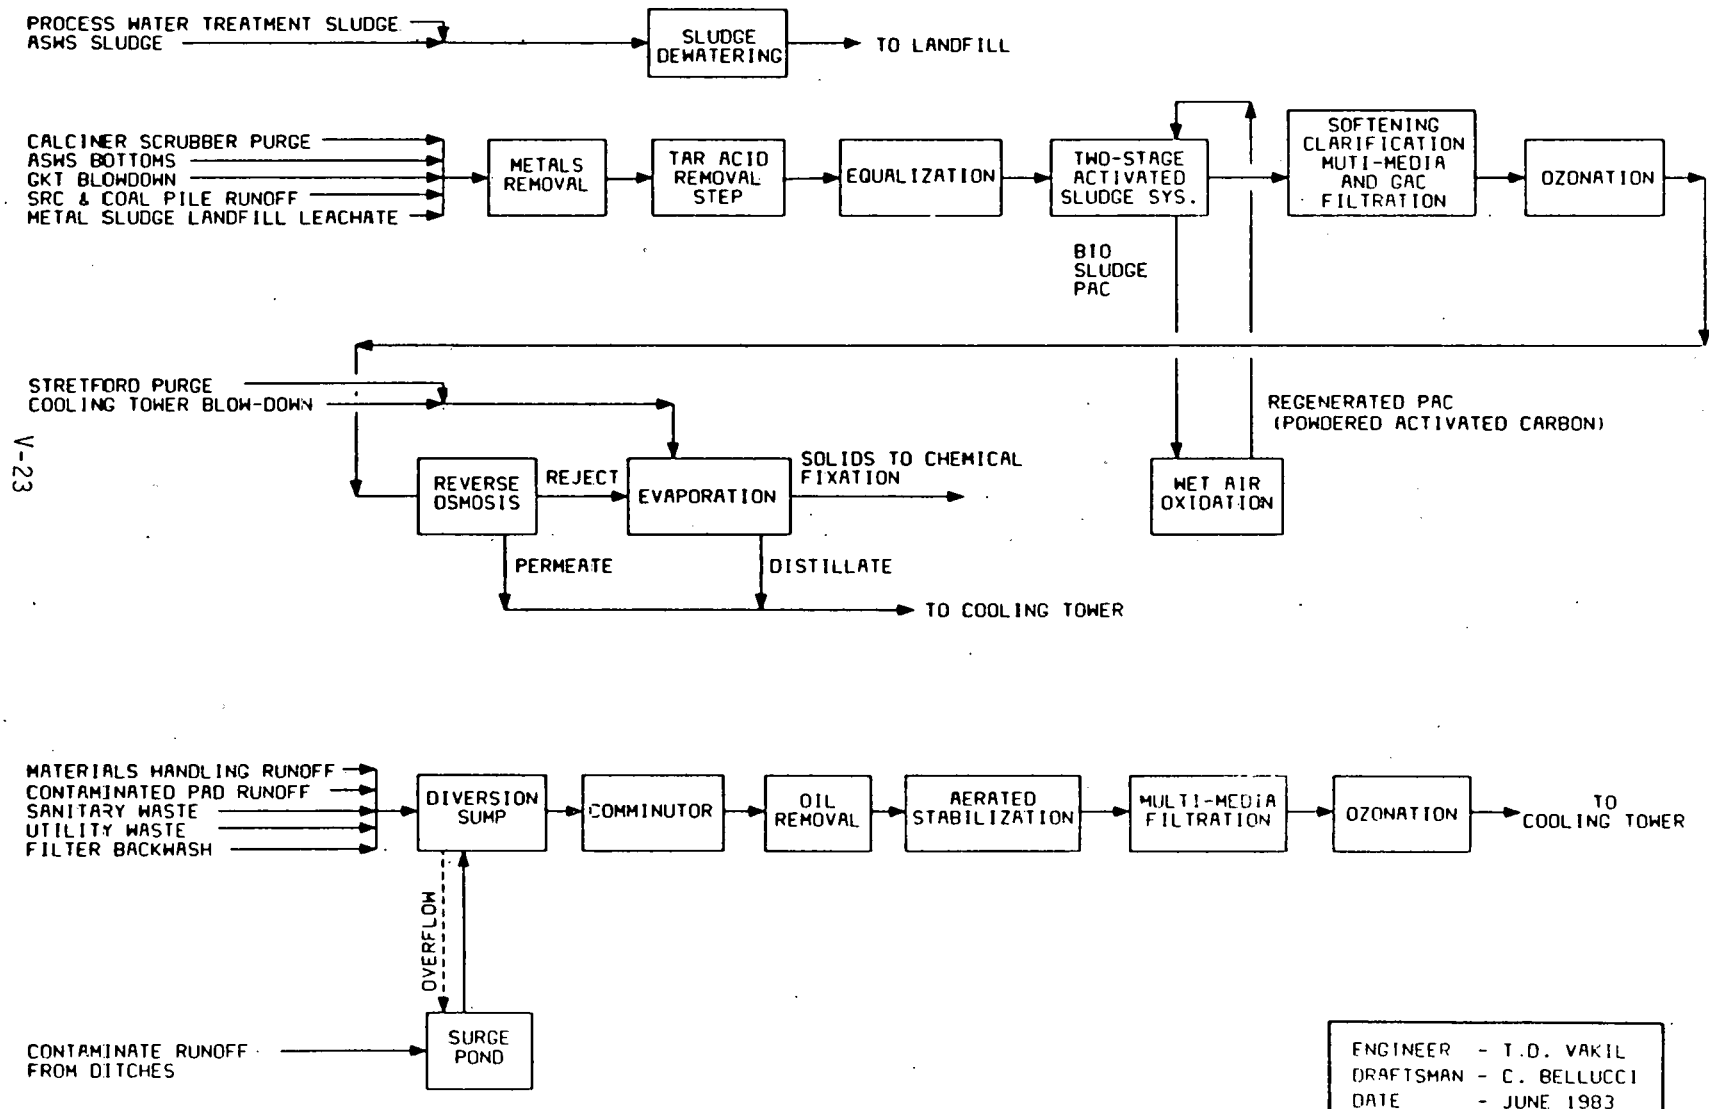 PROCESS WATER TREATMENT SLUDGE
ASWS SLUDGE
SLUDGE
DEWATERING
TO LANDFILL
CALCINER SCRUBBER PURGE
ASWS BOTTOMS
GKT BLOWDOWN
SRC & COAL PILE RUNOFF
METAL SLUDGE LANDFILL LEACHATE
METALS
REMOVAL
TAR ACID
REMOVAL
STEP
EQUALIZATION
TWO-STAGE
ACTIVATED
SLUDGE SYS.
SOFTENING
CLARIFICATION
MUTI-MEDIA
AND GAC
FILTRATION
OZONATION
BIO
SLUDGE
PAC
STRETFORD PURGE
COOLING TOWER BLOW-DOWN
REGENERATED PAC
(POWDERED ACTIVATED CARBON)
REVERSE
OSMOSIS
REJECT
EVAPORATION
SOLIDS TO CHEMICAL
FIXATION
WET AIR
OXIDATION
PERMEATE
DISTILLATE
TO COOLING TOWER
V-23
MATERIALS HANDLING RUNOFF
CONTAMINATED PAD RUNOFF
SANITARY WASTE
UTILITY WASTE
FILTER BACKWASH
DIVERSION
SUMP
COMMINUTOR
OIL
REMOVAL
AERATED
STABILIZATION
MULTI-MEDIA
FILTRATION
OZONATION
TO
COOLING TOWER
OVERFLOW
SURGE
POND
CONTAMINATE RUNOFF
FROM DITCHES
ENGINEER - T.D. VAKIL
DRAFTSMAN - C. BELLUCCI
DATE - JUNE 1983